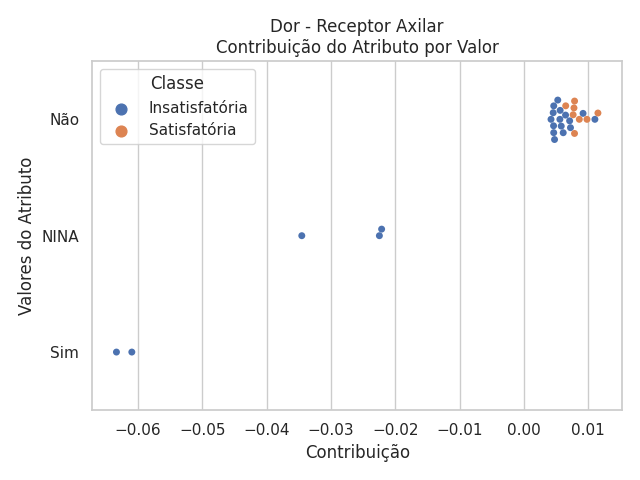 Dor - Receptor Axilar
Contribuição do Atributo por Valor
Classe
Insatisfatória
Satisfatória
Valores do Atributo
Não
NINA
Sim
−0.06 −0.05 −0.04 −0.03 −0.02 −0.01 0.00 0.01
Contribuição